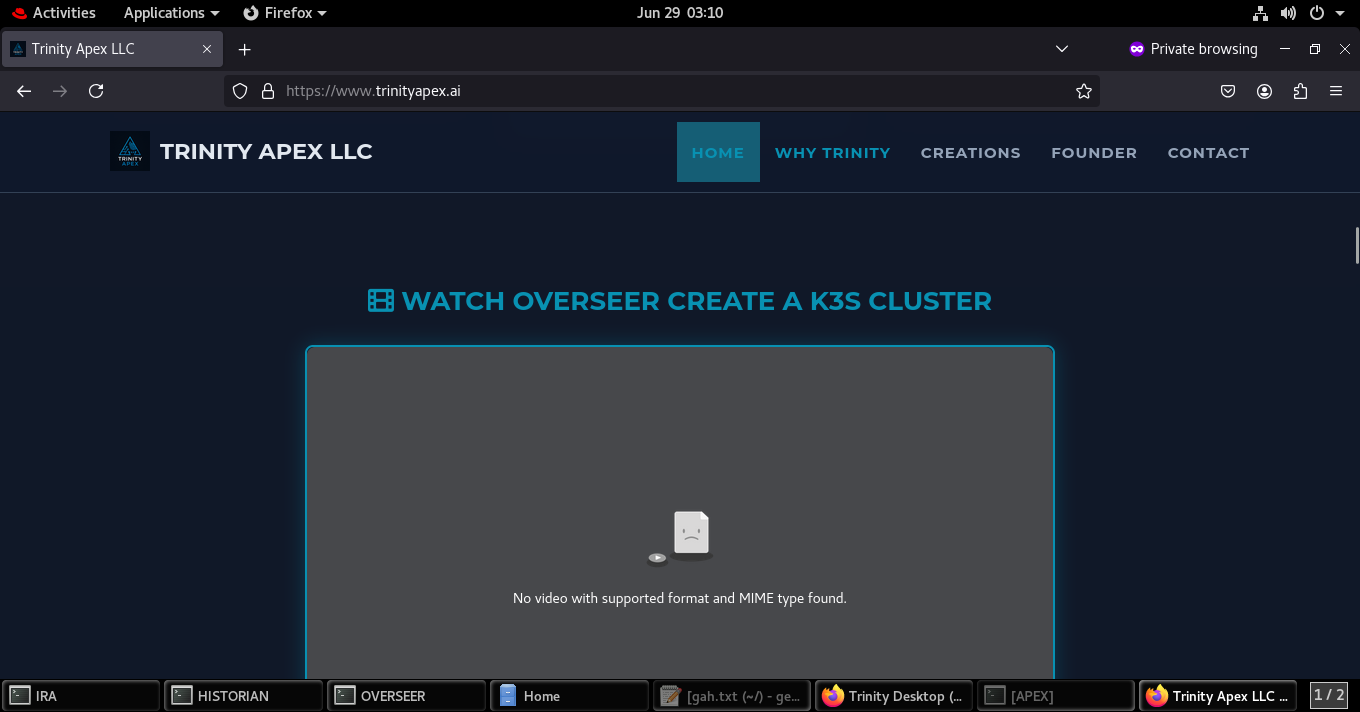 Activities Applications Firefox Jun 29 03:10
Trinity Apex LLC Private browsing
https://www.trinityapex.ai
TRINITY APEX TRINITY APEX LLC HOME WHY TRINITY CREATIONS FOUNDER CONTACT
WATCH OVERSEER CREATE A K3S CLUSTER
No video with supported format and MIME type found.
IRA HISTORIAN OVERSEER Home [gah.txt (~/) - ge... Trinity Desktop (... [APEX] Trinity Apex LLC ... 1 / 2